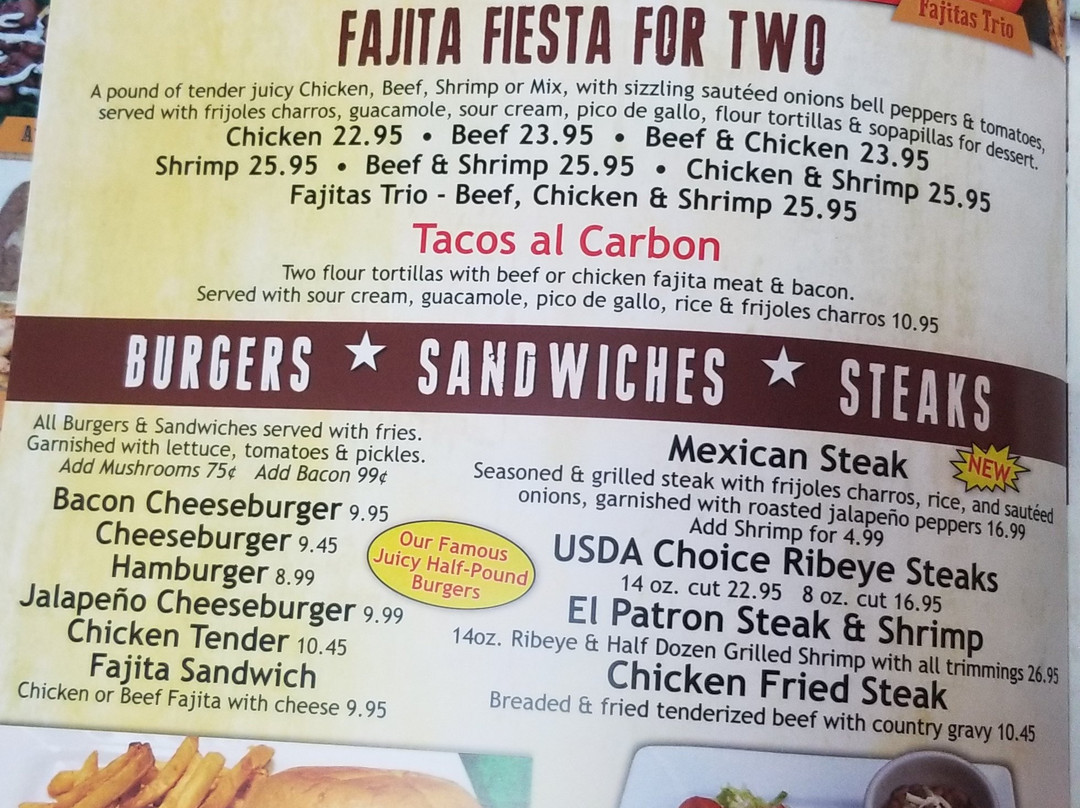 Fajitas Trio
FAJITA FIESTA FOR TWO
A pound of tender juicy Chicken, Beef, Shrimp or Mix, with sizzling sautéed onions bell peppers & tomatoes,
served with frijoles charros, guacamole, sour cream, pico de gallo, flour tortillas & sopapillas for dessert.
Chicken 22.95 • Beef 23.95 • Beef & Chicken 23.95
Shrimp 25.95 • Beef & Shrimp 25.95 • Chicken & Shrimp 25.95
Fajitas Trio - Beef, Chicken & Shrimp 25.95
Tacos al Carbon
Two flour tortillas with beef or chicken fajita meat & bacon.
Served with sour cream, guacamole, pico de gallo, rice & frijoles charros 10.95
BURGERS ★ SANDWICHES ★ STEAKS
All Burgers & Sandwiches served with fries.
Garnished with lettuce, tomatoes & pickles.
Add Mushrooms 75¢ Add Bacon 99¢
Bacon Cheeseburger 9.95
Cheeseburger 9.45
Hamburger 8.99
Jalapeño Cheeseburger 9.99
Chicken Tender 10.45
Fajita Sandwich
Chicken or Beef Fajita with cheese 9.95
Our Famous
Juicy Half-Pound
Burgers
Mexican Steak
NEW
Seasoned & grilled steak with frijoles charros, rice, and sautéed
onions, garnished with roasted jalapeño peppers 16.99
Add Shrimp for 4.99
USDA Choice Ribeye Steaks
14 oz. cut 22.95 8 oz. cut 16.95
El Patron Steak & Shrimp
14oz. Ribeye & Half Dozen Grilled Shrimp with all trimmings 26.95
Chicken Fried Steak
Breaded & fried tenderized beef with country gravy 10.45